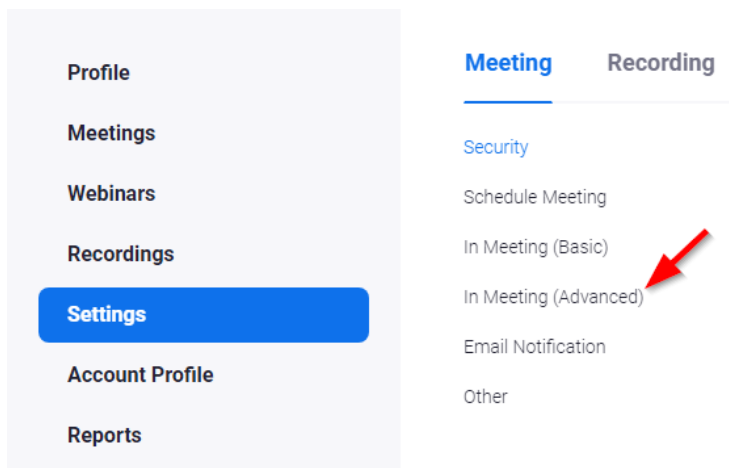 Profile
Meetings
Webinars
Recordings
Settings
Account Profile
Reports
Meeting
Recording
Security
Schedule Meeting
In Meeting (Basic)
In Meeting (Advanced)
Email Notification
Other